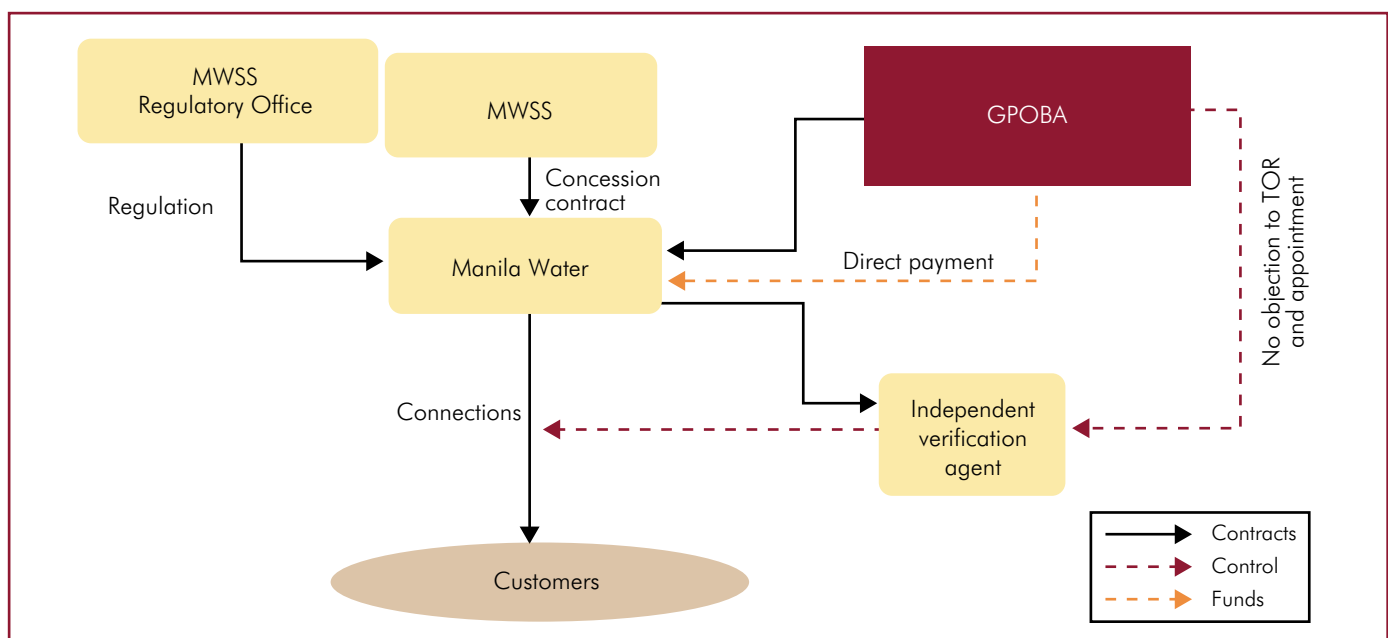 MWSS
Regulatory Office
MWSS
GPOBA
Regulation
Concession
contract
Manila Water
Direct payment
No objection to TOR
and appointment
Connections
Independent
verification
agent
Customers
Contracts
Control
Funds